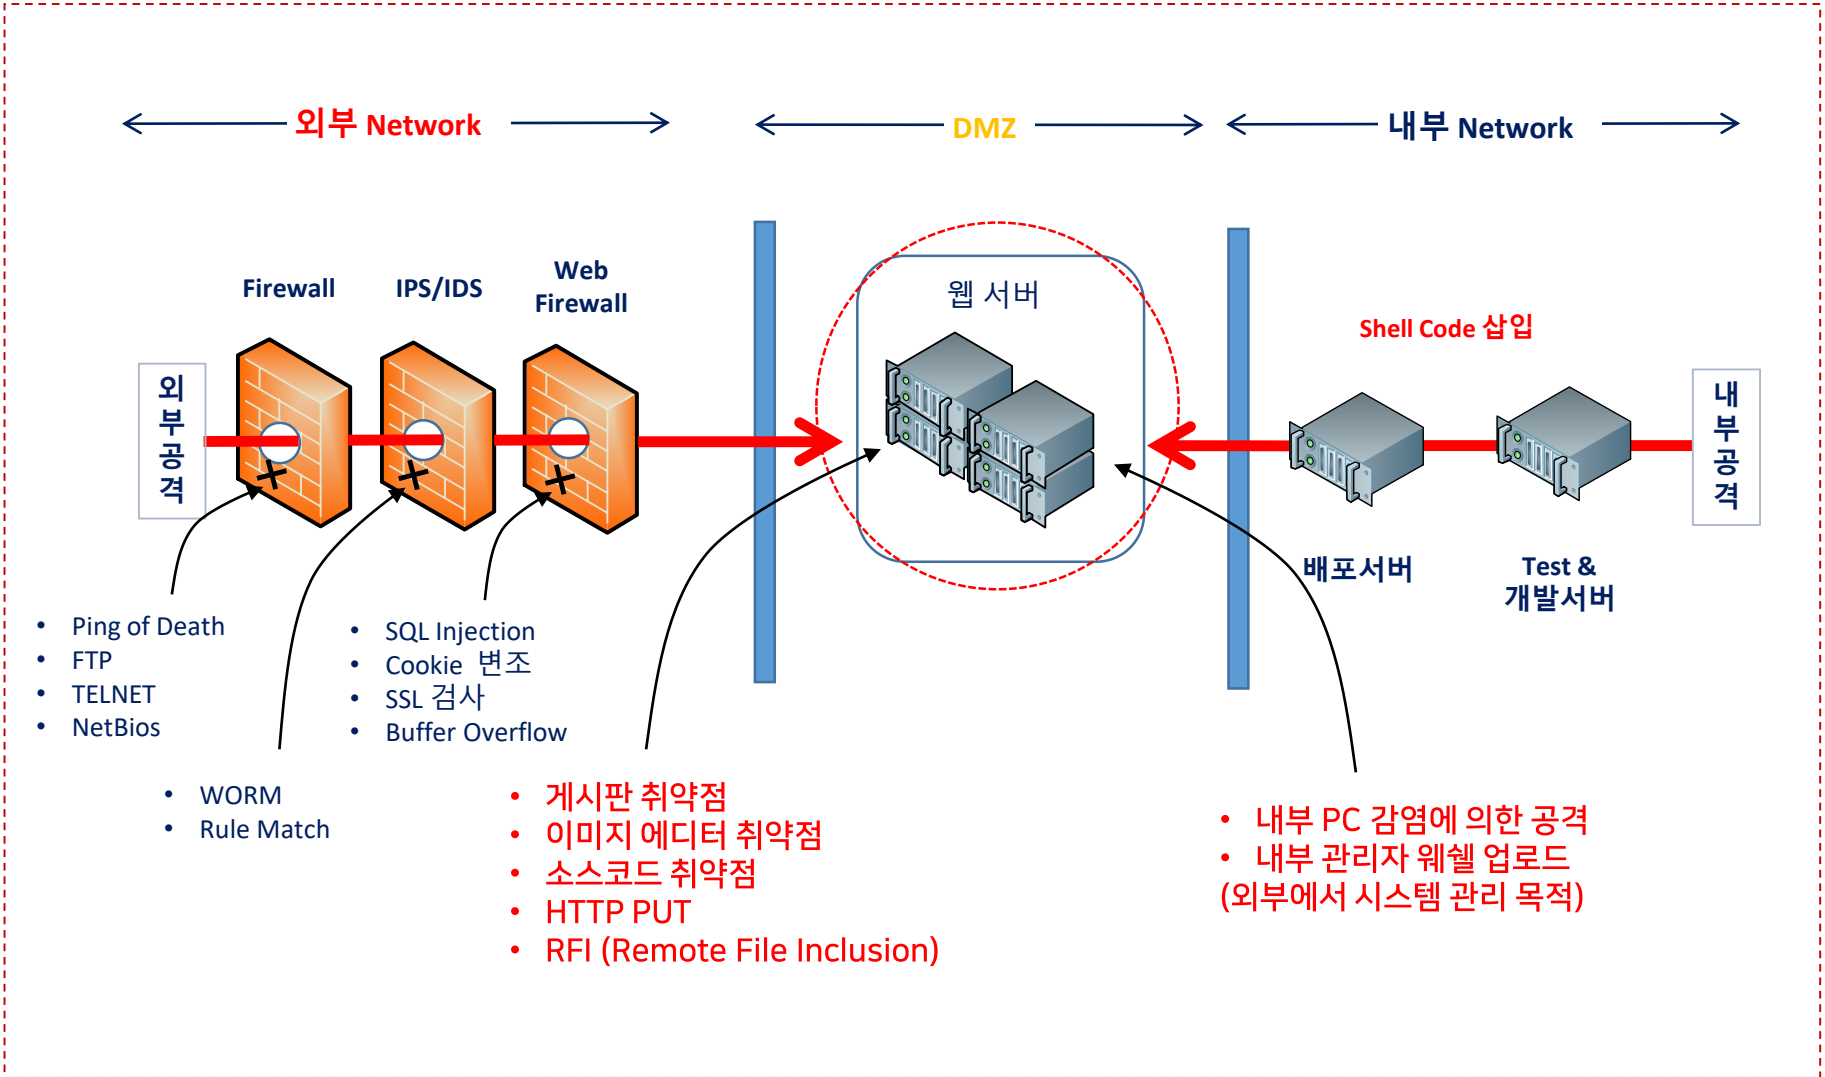 외부 Network
DMZ
내부 Network
Firewall
IPS/IDS
Web
Firewall
웹 서버
Shell Code 삽입
외
부
공
격
내
부
공
격
배포서버
Test &
개발서버
• Ping of Death
• FTP
• TELNET
• NetBios
• SQL Injection
• Cookie 변조
• SSL 검사
• Buffer Overflow
• WORM
• Rule Match
• 게시판 취약점
• 이미지 에디터 취약점
• 소스코드 취약점
• HTTP PUT
• RFI (Remote File Inclusion)
• 내부 PC 감염에 의한 공격
• 내부 관리자 웨쉘 업로드
(외부에서 시스템 관리 목적)